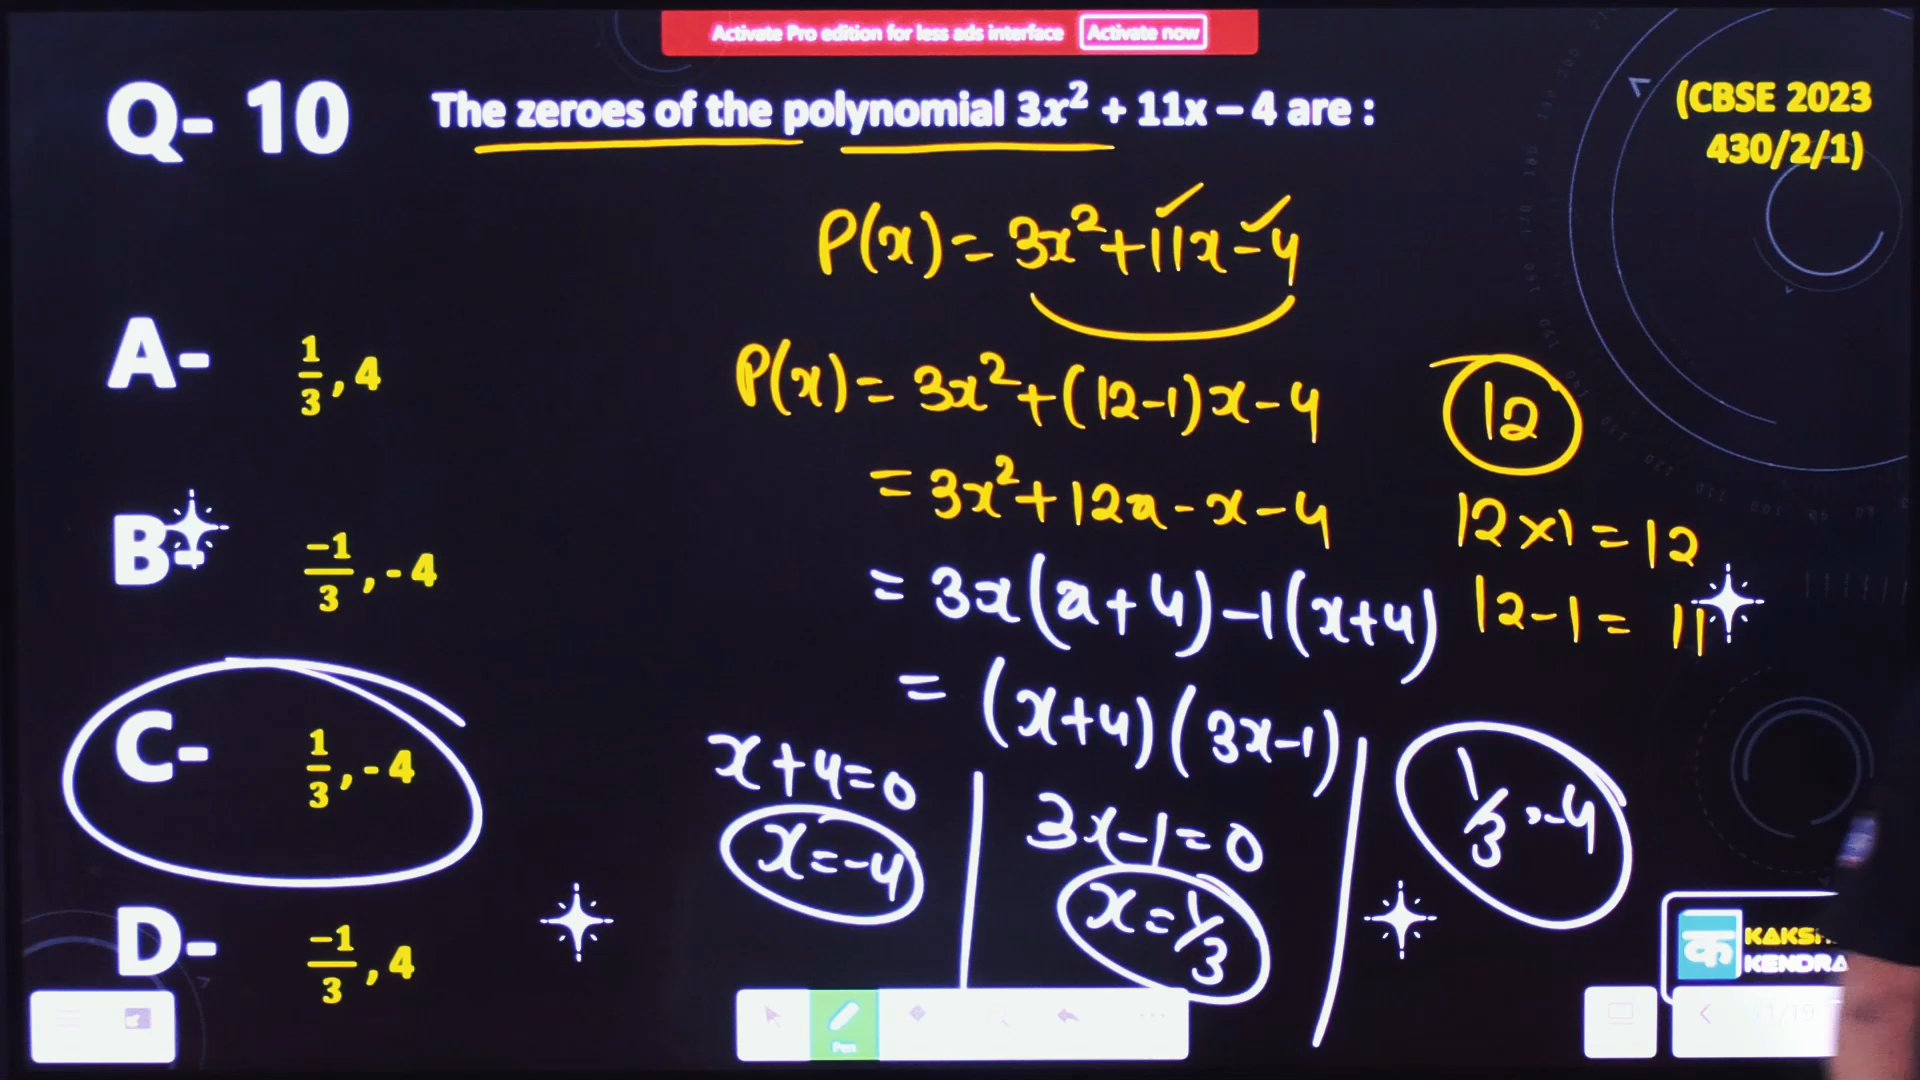 Activate Pro edition for less ads interface Activate now
Q- 10 The zeroes of the polynomial 3x² + 11x – 4 are :
(CBSE 2023
430/2/1)
P(x) = 3x²+11x-4
A- 1/3, 4
P(x) = 3x²+(12-1)x-4
12
= 3x²+12x-x-4
12×1=12
B- -1/3, -4
= 3x(x+4)-1(x+4)
12-1= 11
= (x+4)(3x-1)
C- 1/3, -4
x+4=0
x=-4
3x-1=0
x=1/3
1/3,-4
D- -1/3, 4
क
KENDRA
Pen